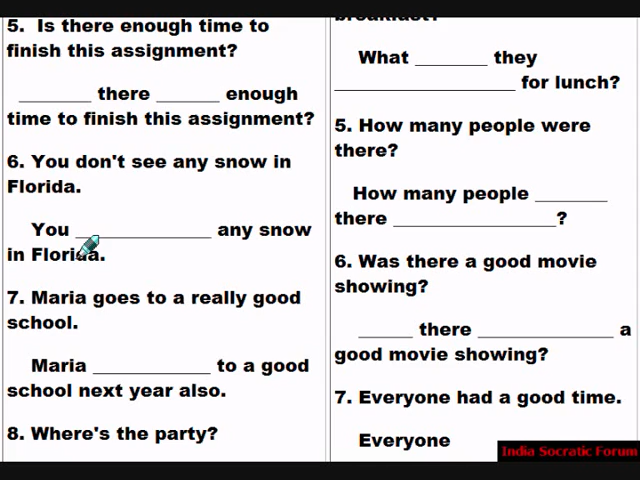 5. Is there enough time to
finish this assignment?
________ there _______ enough
time to finish this assignment?
6. You don't see any snow in
Florida.
You _______________ any snow
in Florida.
7. Maria goes to a really good
school.
Maria _____________ to a good
school next year also.
8. Where's the party?
breakfast?
What ________ they
____________________ for lunch?
5. How many people were
there?
How many people ________
there __________________?
6. Was there a good movie
showing?
______ there _______________ a
good movie showing?
7. Everyone had a good time.
Everyone
India Socratic Forum